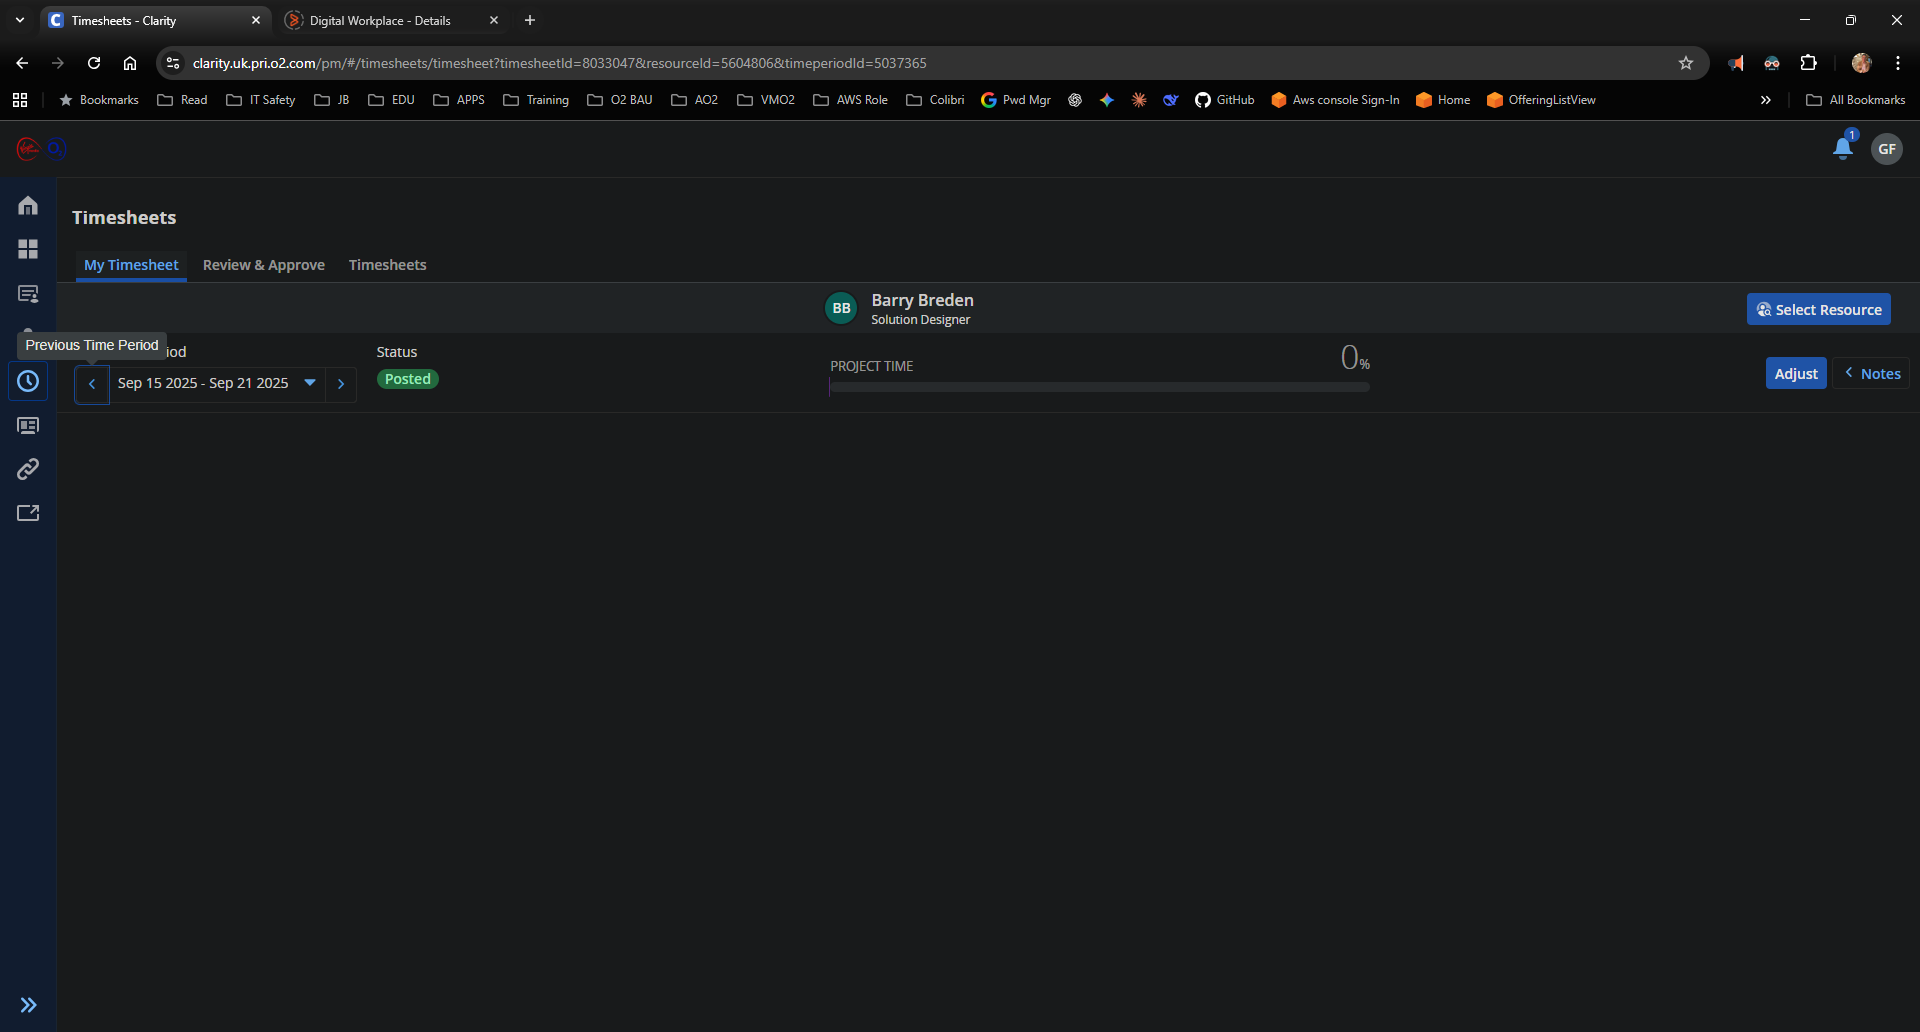 Timesheets - Clarity
Digital Workplace - Details
clarity.uk.pri.o2.com/pm/#/timesheets/timesheet?timesheetId=8033047&resourceId=5604806&timeperiodId=5037365
Bookmarks Read IT Safety JB EDU APPS Training O2 BAU AO2 VMO2 AWS Role Colibri Pwd Mgr GitHub Aws console Sign-In Home OfferingListView All Bookmarks
1
GF
Timesheets
My Timesheet Review & Approve Timesheets
BB
Barry Breden
Solution Designer
Select Resource
Previous Time Period
iod
Sep 15 2025 - Sep 21 2025
Status
Posted
PROJECT TIME
0%
Adjust
Notes